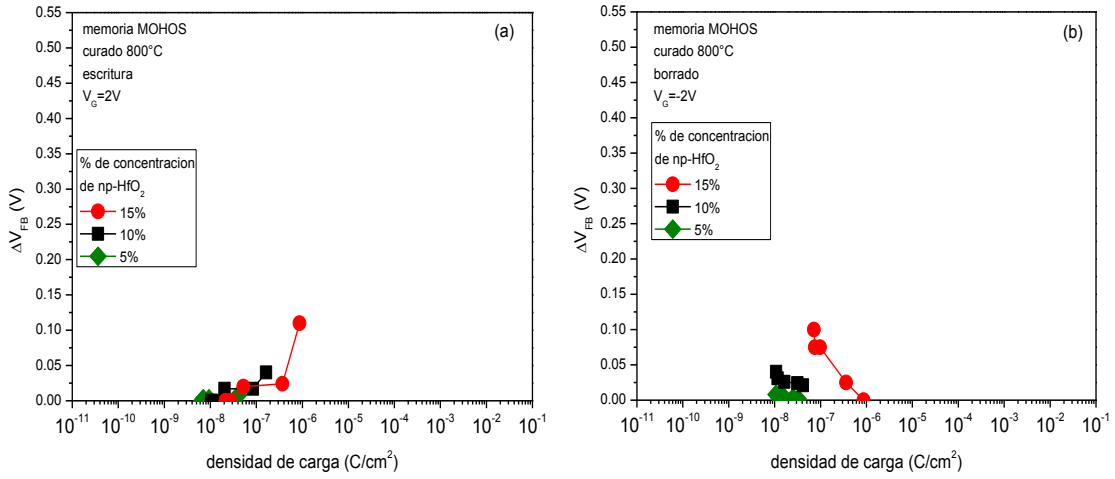 memoria MOHOS
(a)
curado 800°C
escritura
V_G=2V
% de concentracion
de np-HfO₂
15%
10%
5%
0.55
0.50
0.45
0.40
0.35
0.30
0.25
0.20
0.15
0.10
0.05
0.00
ΔV_FB (V)
10⁻¹¹ 10⁻¹⁰ 10⁻⁹ 10⁻⁸ 10⁻⁷ 10⁻⁶ 10⁻⁵ 10⁻⁴ 10⁻³ 10⁻² 10⁻¹
densidad de carga (C/cm²)
memoria MOHOS
(b)
curado 800°C
borrado
V_G=-2V
% de concentracion
de np-HfO₂
15%
10%
5%
0.55
0.50
0.45
0.40
0.35
0.30
0.25
0.20
0.15
0.10
0.05
0.00
ΔV_FB (V)
10⁻¹¹ 10⁻¹⁰ 10⁻⁹ 10⁻⁸ 10⁻⁷ 10⁻⁶ 10⁻⁵ 10⁻⁴ 10⁻³ 10⁻² 10⁻¹
densidad de carga (C/cm²)